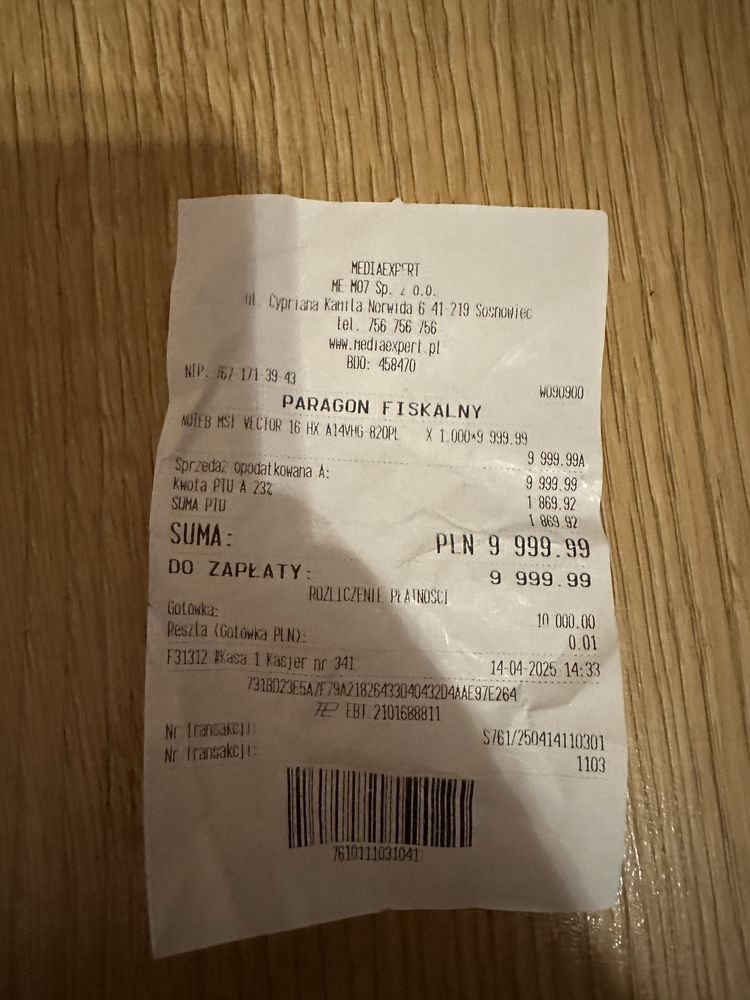 MEDIAEXPERT
ME M07 Sp. z o.o.
ul. Cypriana Kamila Norwida 6 41-219 Sosnowiec
tel. 756 756 756
www.mediaexpert.pl
BDO: 458470
NIP. 767-171-39-43
W090900
PARAGON FISKALNY
NOTEB MSI VECTOR 16 HX A14VHG-820PL X 1.000*9 999.99
9 999.99A
Sprzedaż opodatkowana A: 9 999.99
Kwota PTU A 23% 1 869.92
SUMA PTU 1 869.92
SUMA: PLN 9 999.99
DO ZAPŁATY: 9 999.99
ROZLICZENIE PŁATNOŚCI
Gotówka: 10 000.00
Reszta (Gotówka PLN): 0.01
F31312 #Kasa 1 Kasjer nr 341 14-04-2025 14:33
731BD23E5A7F79A21826433D40432D4AAE97E264
EBT 2101688811
Nr transakcji: S761/250414110301
Nr transakcji: 1103
7610111031041